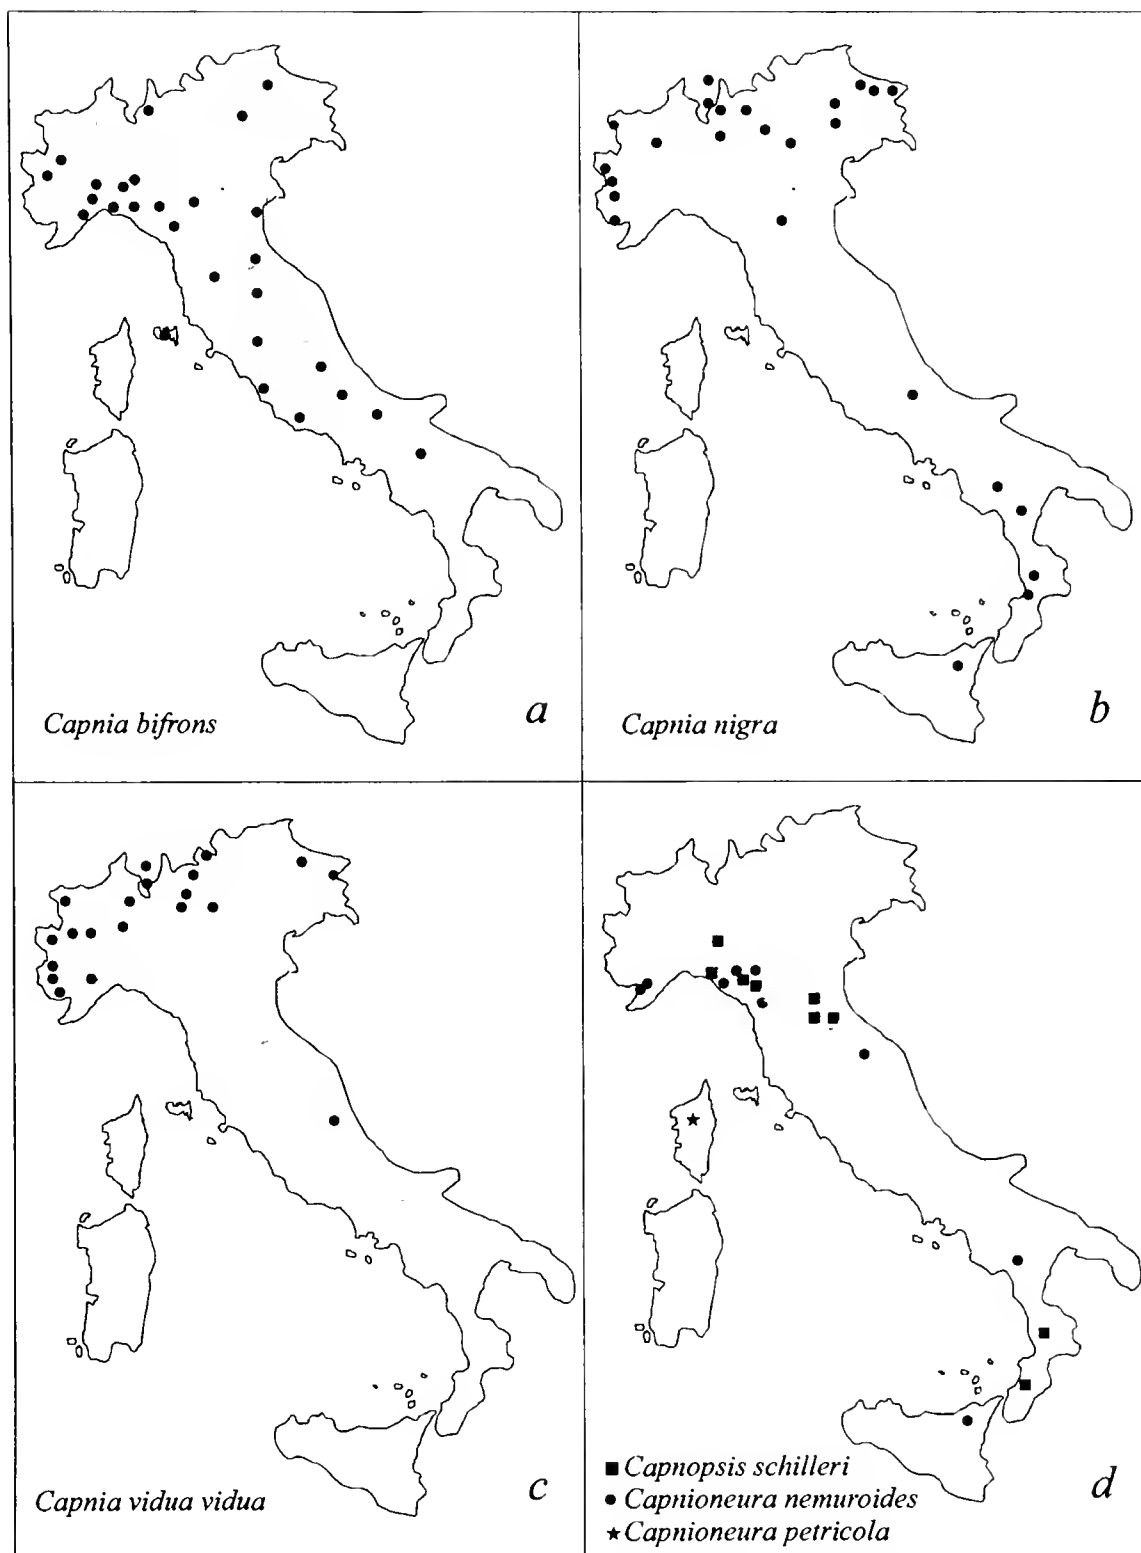 Capnia bifrons
a
Capnia nigra
b
Capnia vidua vidua
c
Capnopsis schilleri
Capnioneura nemuroides
Capnioneura petricola
d